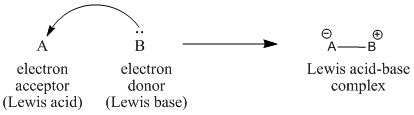 A B A—B
⊖ ⊕
electron acceptor (Lewis acid)
electron donor (Lewis base)
Lewis acid-base complex